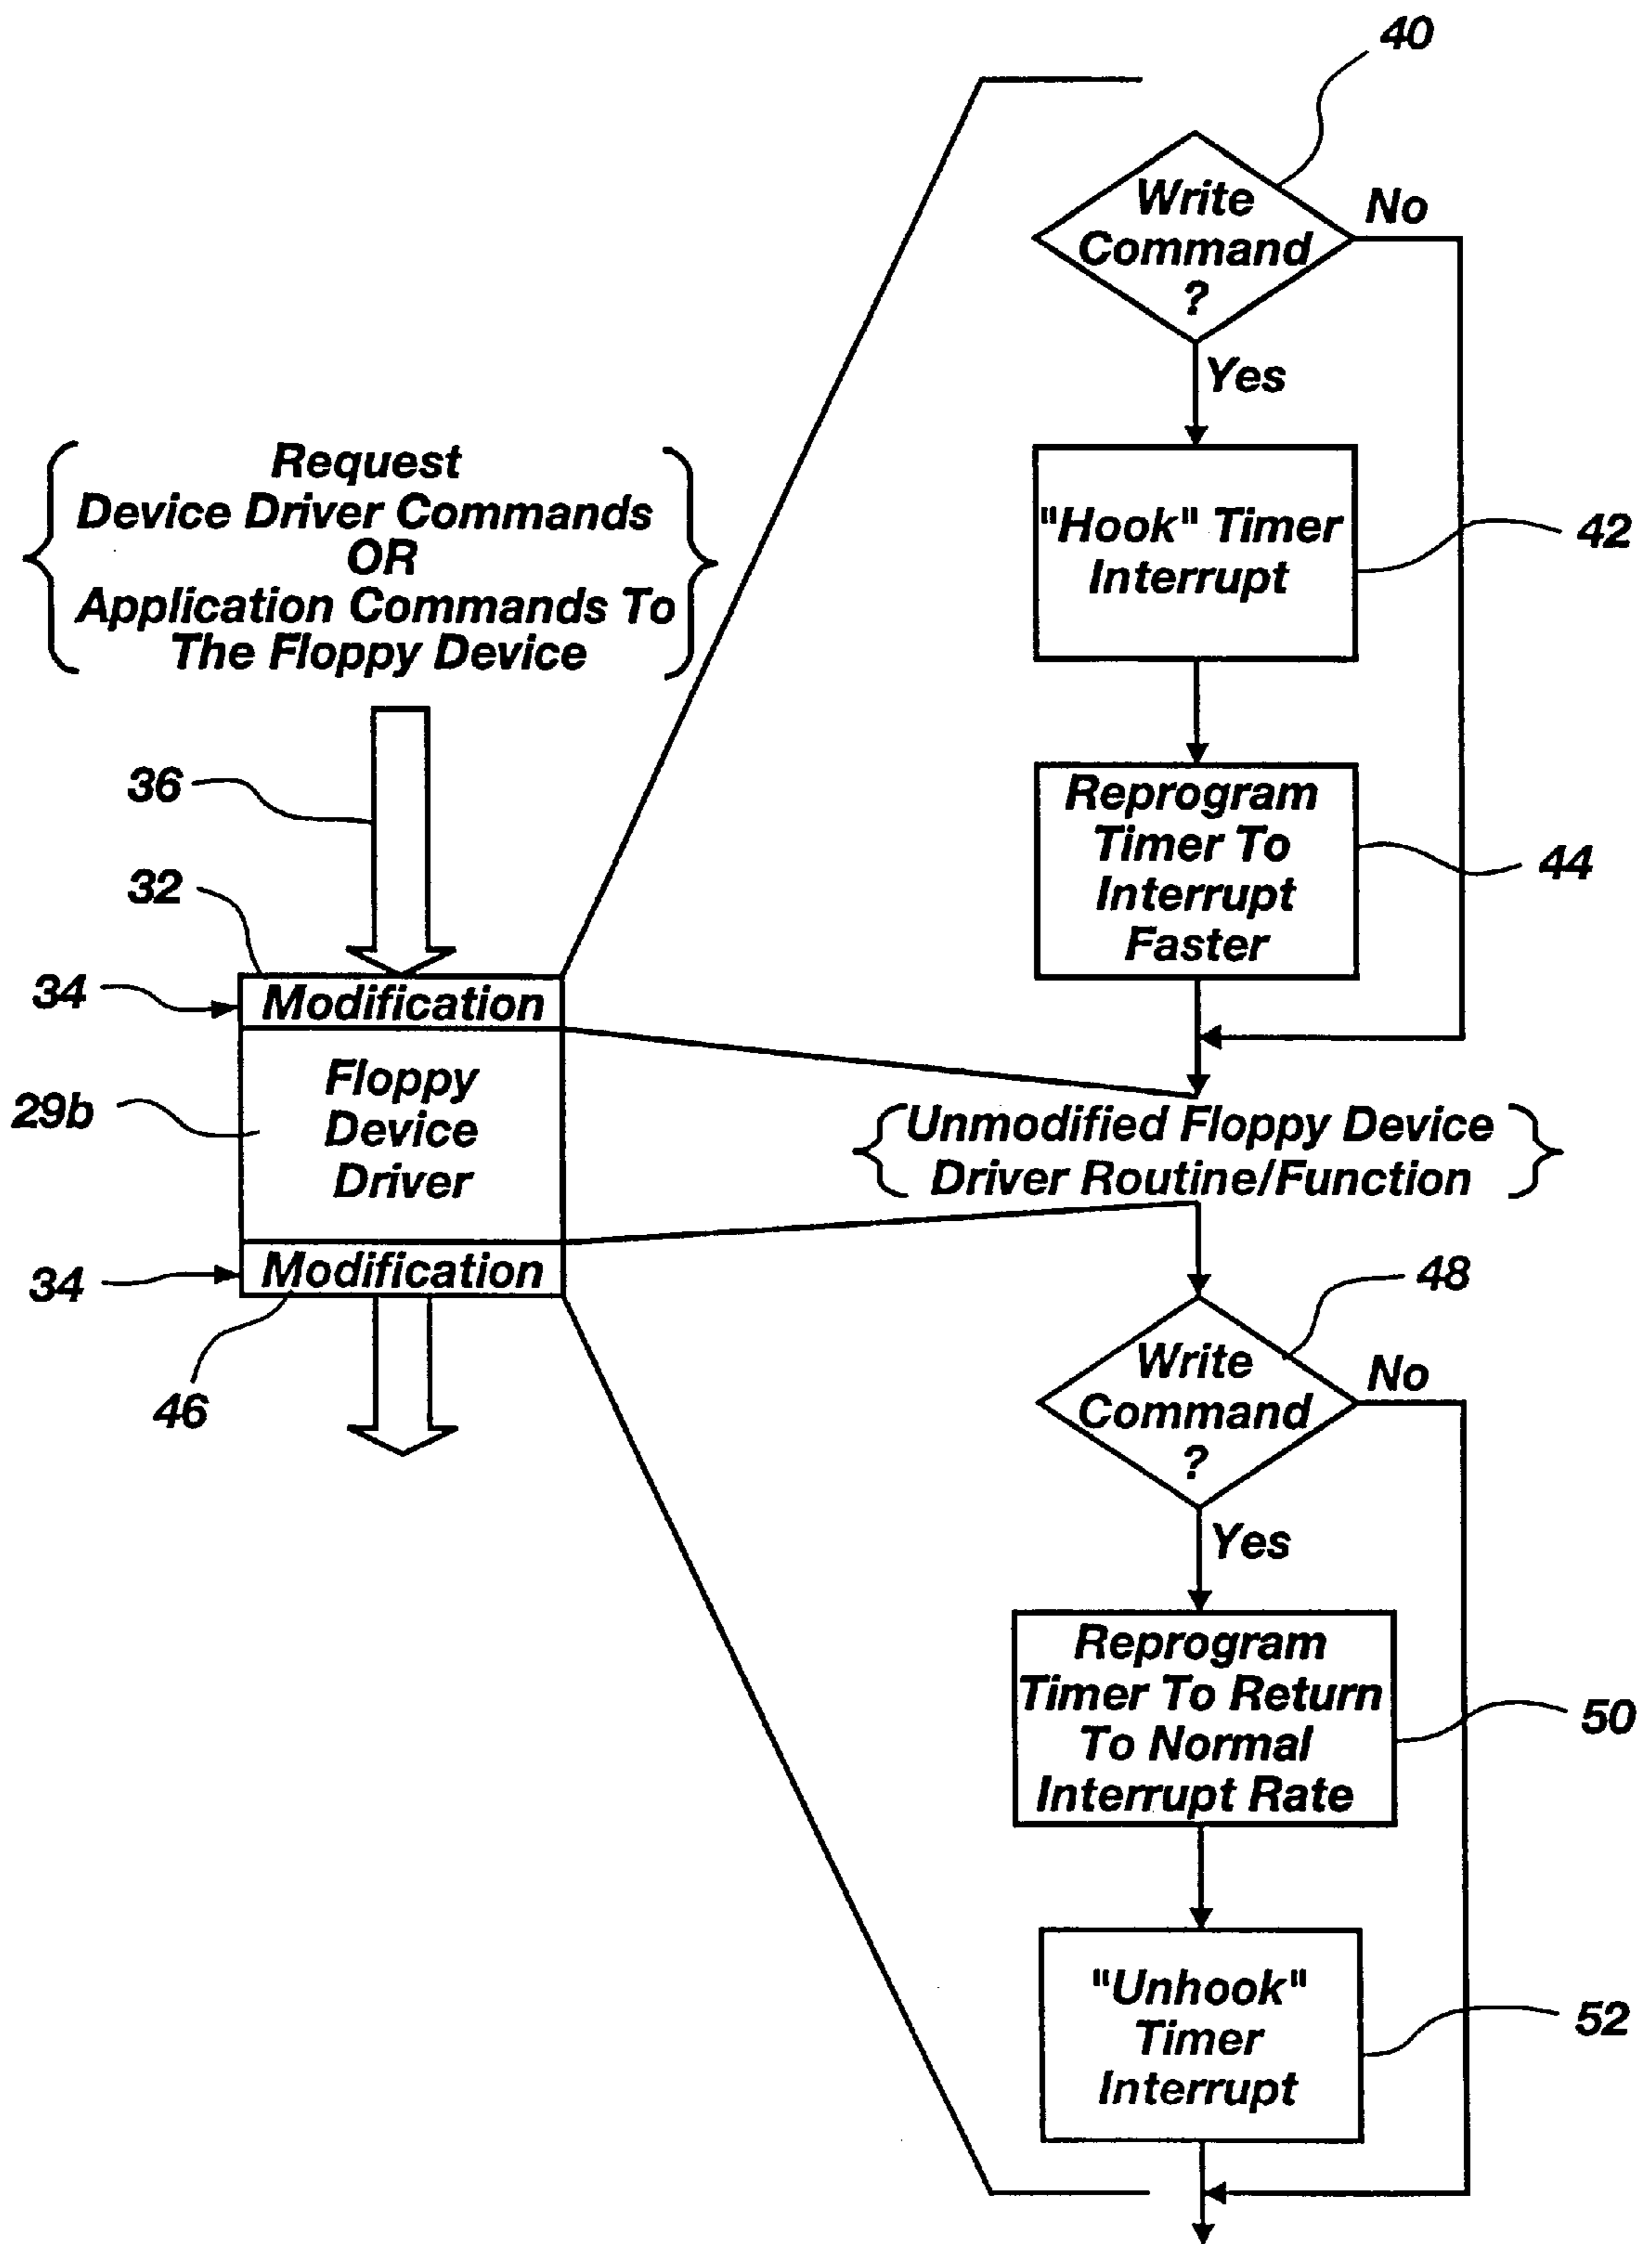 40
Write
Command
?
No
Yes
"Hook" Timer
Interrupt
42
Reprogram
Timer To
Interrupt
Faster
44
Request
Device Driver Commands
OR
Application Commands To
The Floppy Device
36
32
34
Modification
29b
Floppy
Device
Driver
34
Modification
46
Unmodified Floppy Device
Driver Routine/Function
48
Write
Command
?
No
Yes
Reprogram
Timer To Return
To Normal
Interrupt Rate
50
"Unhook"
Timer
Interrupt
52